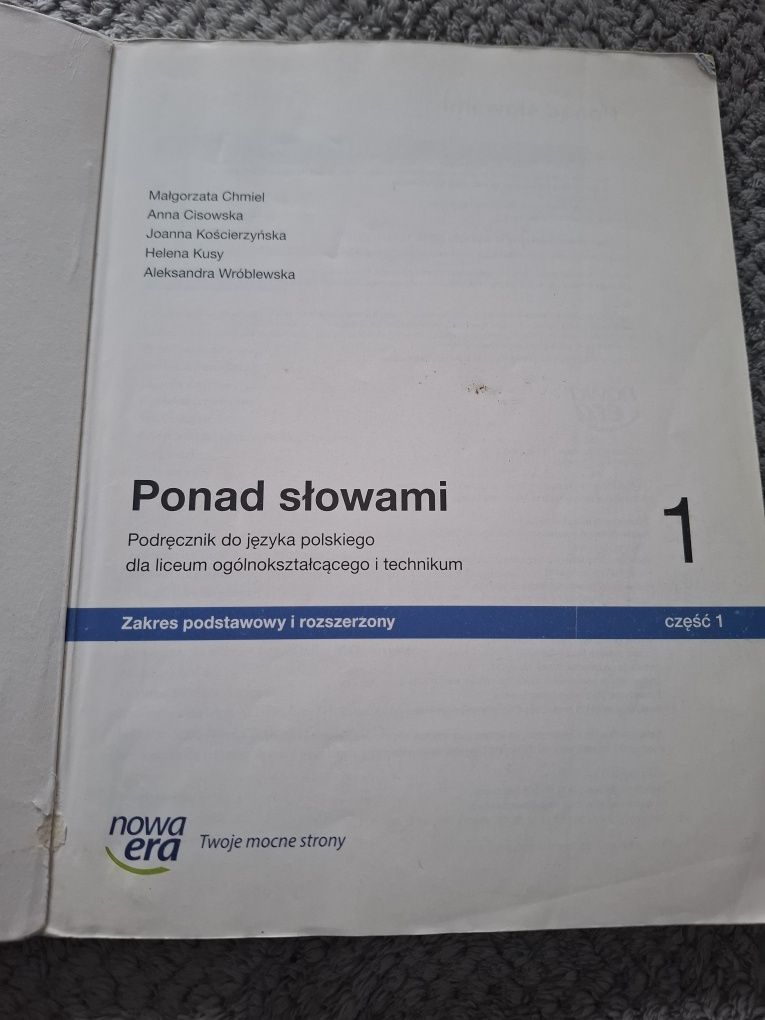 Małgorzata Chmiel
Anna Cisowska
Joanna Kościerzyńska
Helena Kusy
Aleksandra Wróblewska
Ponad słowami
1
Podręcznik do języka polskiego
dla liceum ogólnokształcącego i technikum
Zakres podstawowy i rozszerzony
część 1
nowa
era
Twoje mocne strony